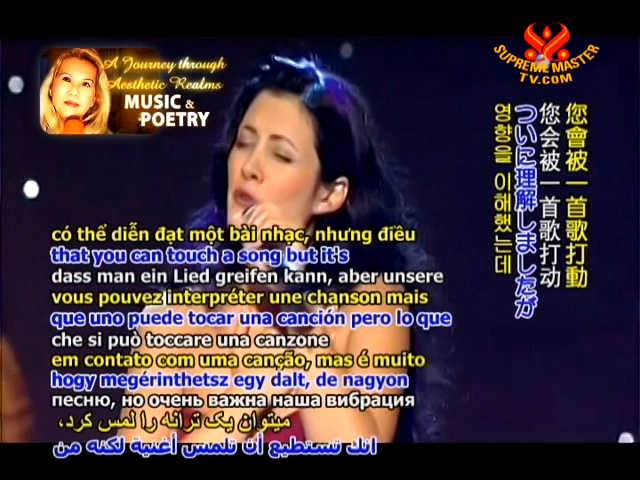 A Journey through
Aesthetic Realms
MUSIC &
POETRY
SUPREME MASTER
TV.COM
您會被一首歌打動
您会被一首歌打动
ついに理解しましたが
영향을 이해했는데
có thể diễn đạt một bài nhạc, nhưng điều
that you can touch a song but it's
dass man ein Lied greifen kann, aber unsere
vous pouvez interpréter une chanson mais
que uno puede tocar una canción pero lo que
che si può toccare una canzone
em contato com uma canção, mas é muito
hogy megérinthetsz egy dalt, de nagyon
песню, но очень важна наша вибрация
میتوان یک ترانه را لمس کرد،
انك تستطيع أن تلمس أغنية لكنه من